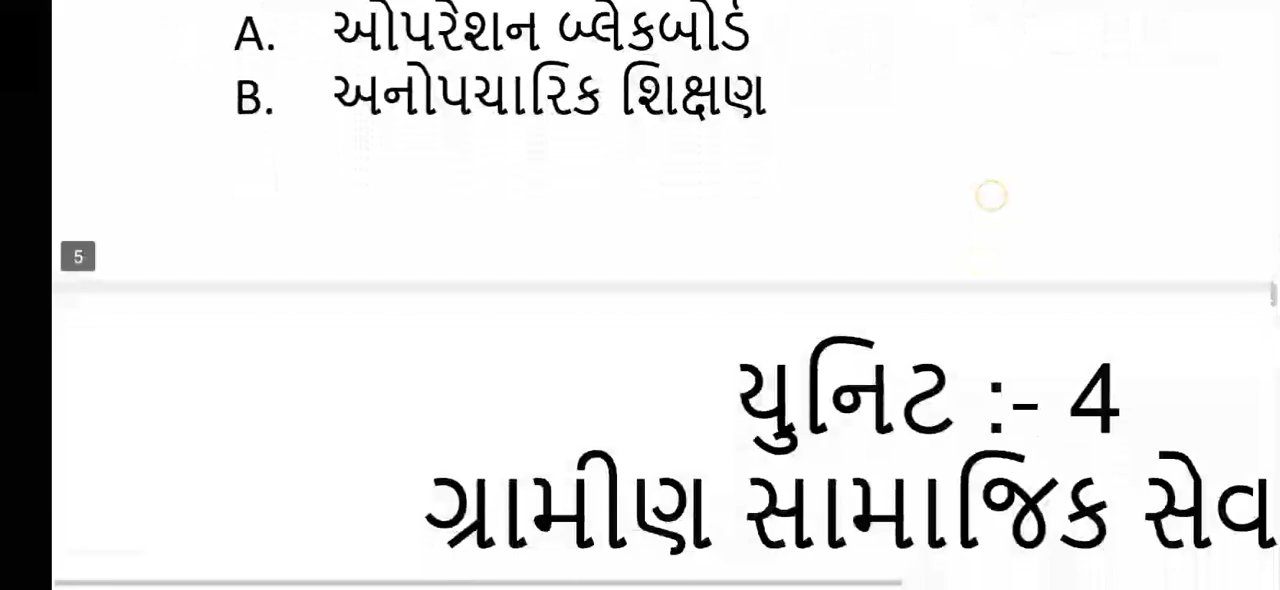 A. ઓપરેશન બ્લેકબોર્ડ
B. અનોપચારિક શિક્ષણ
5
યુનિટ :- 4
ગ્રામીણ સામાજિક સેવ